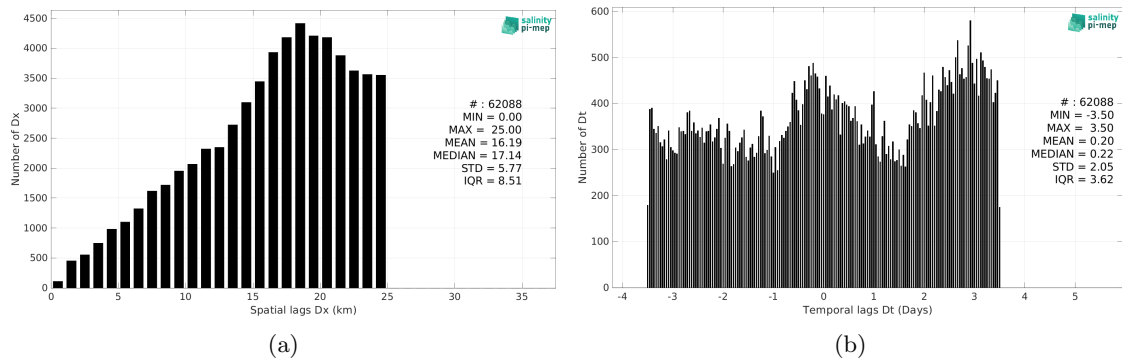 4500
4000
3500
3000
2500
2000
1500
1000
500
0
Number of Dx
salinity
pi-mep
# : 62088
MIN = 0.00
MAX = 25.00
MEAN = 16.19
MEDIAN = 17.14
STD = 5.77
IQR = 8.51
0 5 10 15 20 25 30 35
Spatial lags Dx (km)
(a)
600
500
400
300
200
100
0
Number of Dt
salinity
pi-mep
# : 62088
MIN = -3.50
MAX = 3.50
MEAN = 0.20
MEDIAN = 0.22
STD = 2.05
IQR = 3.62
-4 -3 -2 -1 0 1 2 3 4 5
Temporal lags Dt (Days)
(b)